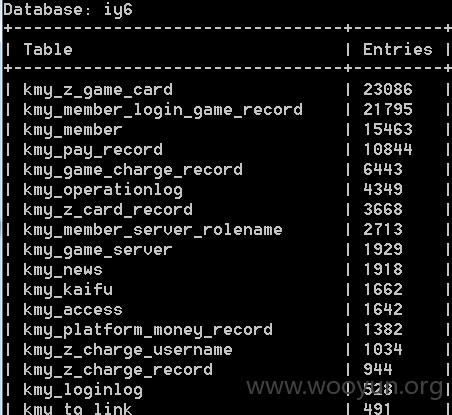 Database: iy6
| Table | Entries |
| kmy_z_game_card | 23086 |
| kmy_member_login_game_record | 21795 |
| kmy_member | 15463 |
| kmy_pay_record | 10844 |
| kmy_game_charge_record | 6443 |
| kmy_operationlog | 4349 |
| kmy_z_card_record | 3668 |
| kmy_member_server_rolename | 2713 |
| kmy_game_server | 1929 |
| kmy_news | 1918 |
| kmy_kaifu | 1662 |
| kmy_access | 1642 |
| kmy_platform_money_record | 1382 |
| kmy_z_charge_username | 1034 |
| kmy_z_charge_record | 944 |
| kmy_loginlog | 528 |
www.wooyun.org
| kmy_tg_link | 491